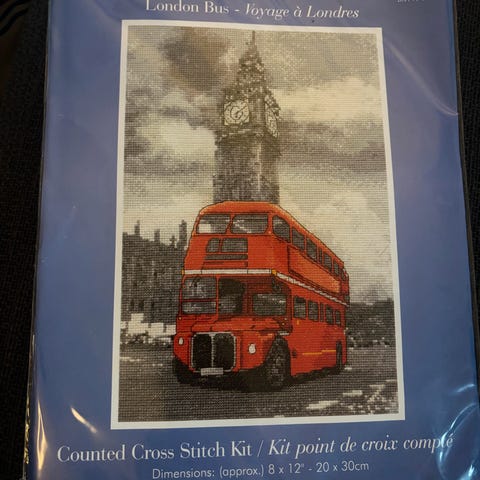 London Bus - Voyage à Londres
Counted Cross Stitch Kit / Kit point de croix compté
Dimensions: (approx.) 8 x 12" - 20 x 30cm